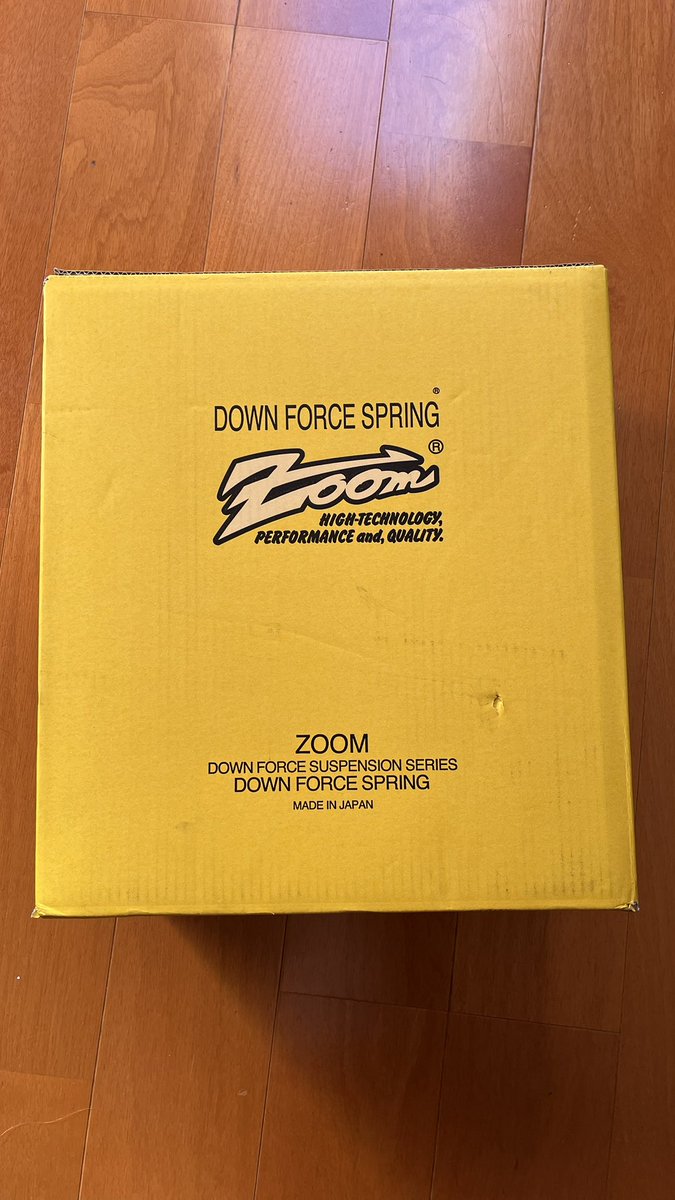 DOWN FORCE SPRING®
Zoom®
HIGH-TECHNOLOGY,
PERFORMANCE and, QUALITY.
ZOOM
DOWN FORCE SUSPENSION SERIES
DOWN FORCE SPRING
MADE IN JAPAN